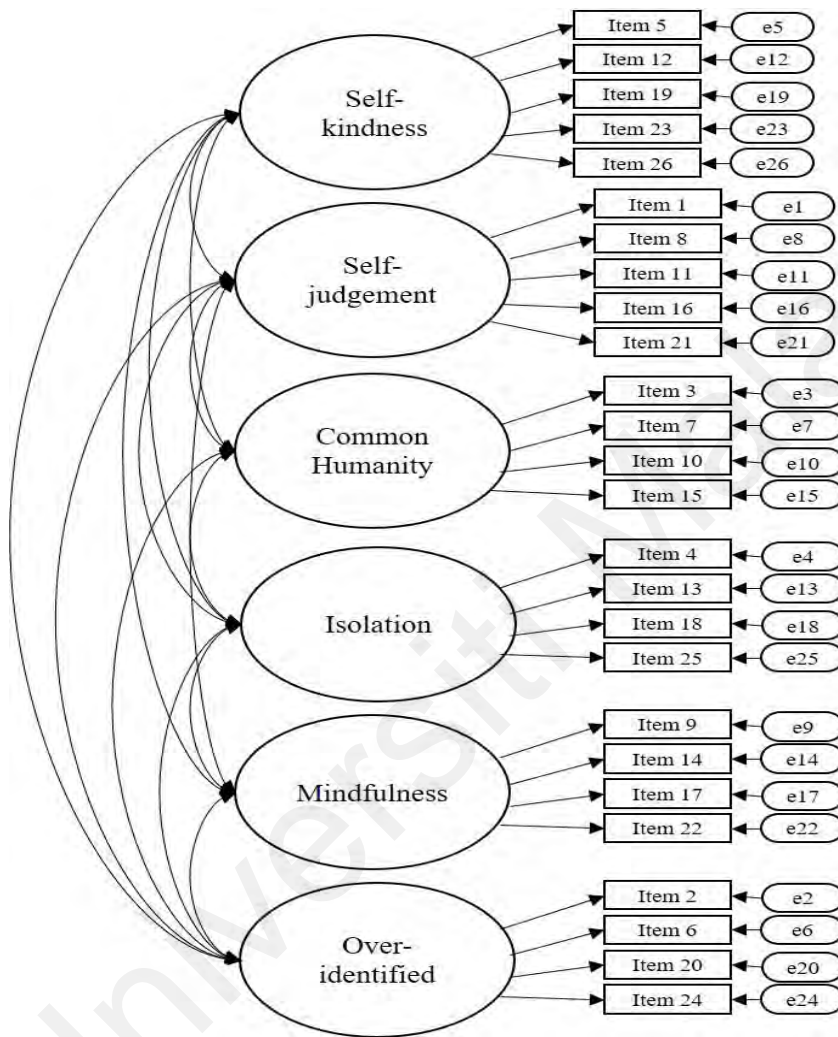 Self-
kindness
Item 5 e5
Item 12 e12
Item 19 e19
Item 23 e23
Item 26 e26
Self-
judgement
Item 1 e1
Item 8 e8
Item 11 e11
Item 16 e16
Item 21 e21
Common
Humanity
Item 3 e3
Item 7 e7
Item 10 e10
Item 15 e15
Isolation
Item 4 e4
Item 13 e13
Item 18 e18
Item 25 e25
Mindfulness
Item 9 e9
Item 14 e14
Item 17 e17
Item 22 e22
Over-
identified
Item 2 e2
Item 6 e6
Item 20 e20
Item 24 e24
Universiti Mala